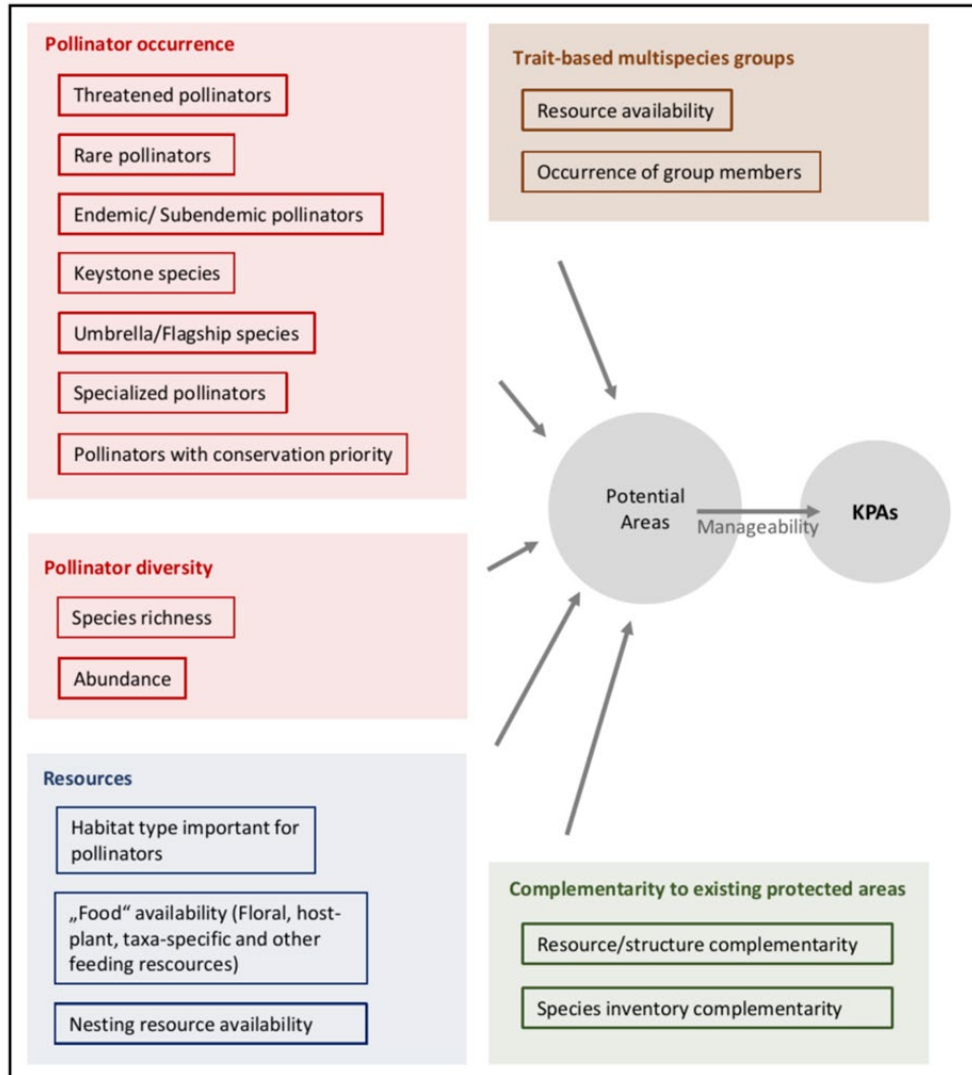 Pollinator occurrence
Threatened pollinators
Rare pollinators
Endemic/ Subendemic pollinators
Keystone species
Umbrella/Flagship species
Specialized pollinators
Pollinators with conservation priority
Pollinator diversity
Species richness
Abundance
Resources
Habitat type important for
pollinators
„Food“ availability (Floral, host-
plant, taxa-specific and other
feeding rescources)
Nesting resource availability
Trait-based multispecies groups
Resource availability
Occurrence of group members
Potential
Areas
Manageability
KPAs
Complementarity to existing protected areas
Resource/structure complementarity
Species inventory complementarity